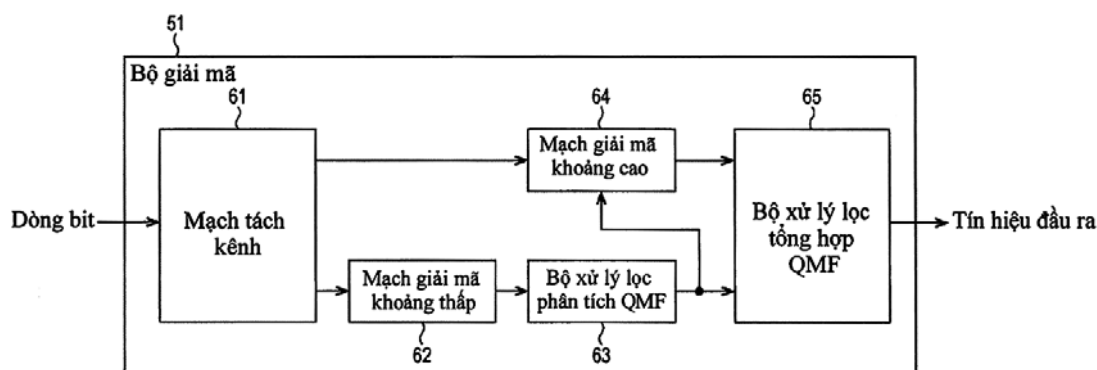 51
Bộ giải mã
61
64
65
Mạch giải mã
khoảng cao
Dòng bit
Mạch tách
kênh
Bộ xử lý lọc
tổng hợp
QMF
Tín hiệu đầu ra
Mạch giải mã
khoảng thấp
Bộ xử lý lọc
phân tích QMF
62
63